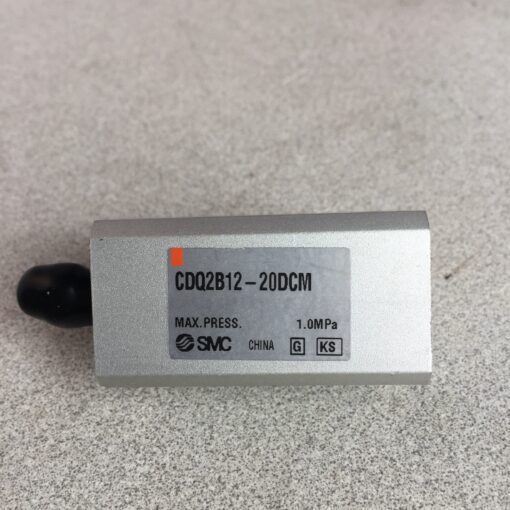 CDQ2B12-20DCM
MAX.PRESS. 1.0MPa
SMC CHINA G KS